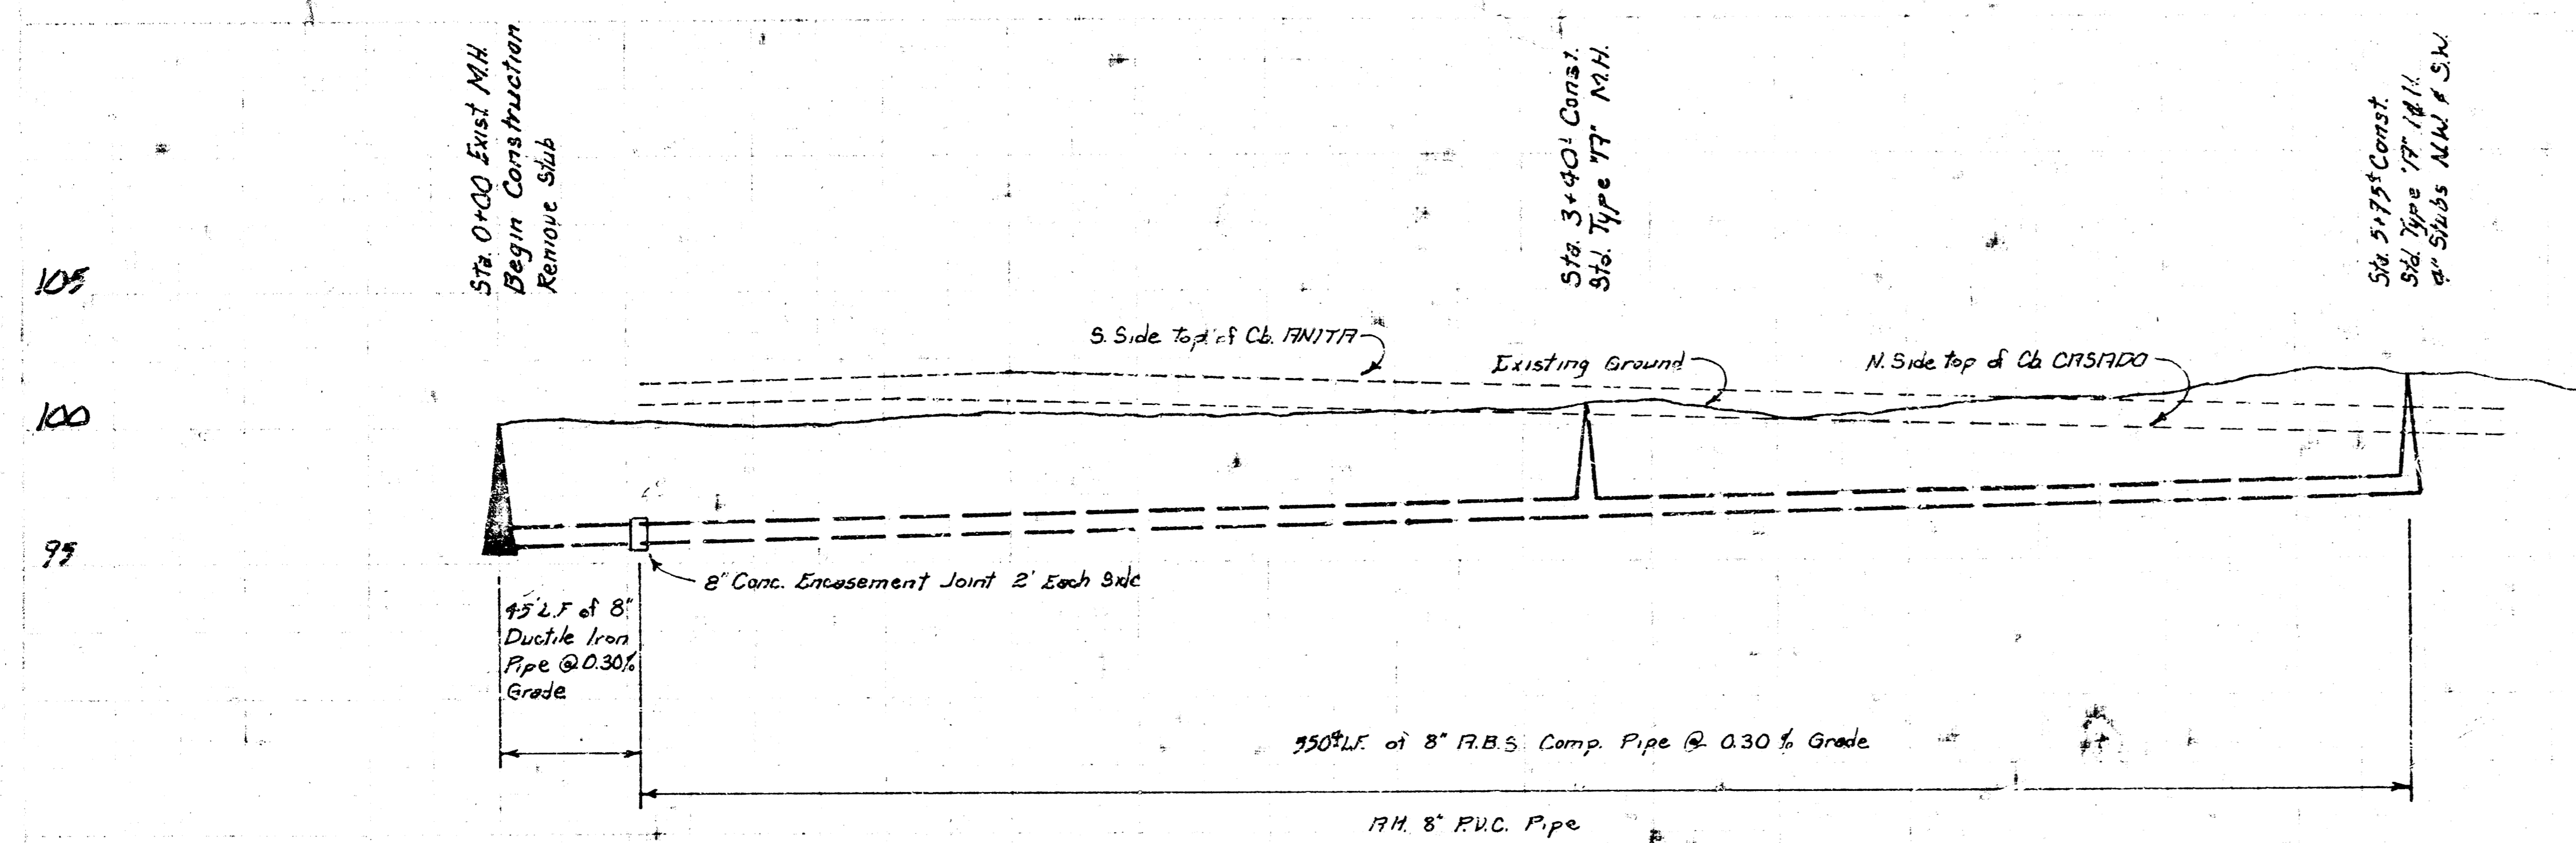 Sta. 0+00 Exist M.H.
Begin Construction
Remove Stub
Sta. 3+40± Const.
Std. Type "A" M.H.
Sta. 5+75± Const.
Std. Type "A" M.H.
Stubs N.W. & S.W.
105
100
95
S. Side top of Cb. ANITA
Existing Ground
N. Side top of Cb. CASADO
8" Conc. Encasement Joint 2' Each Side
45' L.F. of 8"
Ductile Iron
Pipe @ 0.30%
Grade
550± L.F. of 8" A.B.S. Comp. Pipe @ 0.30 % Grade
Alt. 8" P.V.C. Pipe